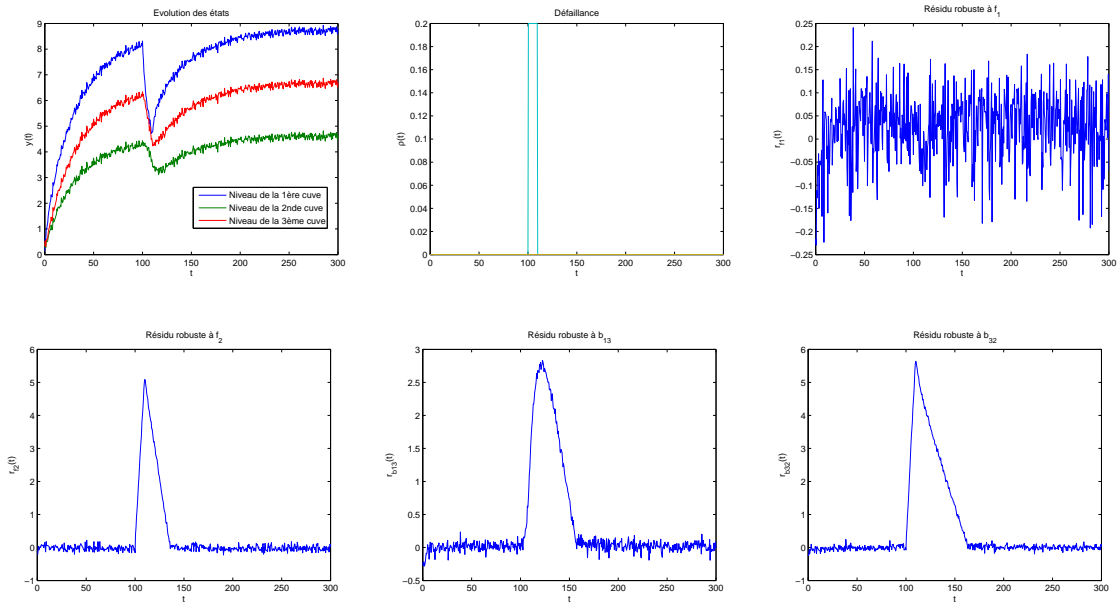 Evolution des états
9
8
7
6
5
4
3
2
1
0
y(t)
0 50 100 150 200 250 300
t
Niveau de la 1ère cuve
Niveau de la 2nde cuve
Niveau de la 3ème cuve
Défaillance
0.2
0.18
0.16
0.14
0.12
0.1
0.08
0.06
0.04
0.02
0
ρ(t)
0 50 100 150 200 250 300
t
Résidu robuste à f1
0.25
0.2
0.15
0.1
0.05
0
−0.05
−0.1
−0.15
−0.2
−0.25
rf1(t)
0 50 100 150 200 250 300
t
Résidu robuste à f2
6
5
4
3
2
1
0
−1
rf2(t)
0 50 100 150 200 250 300
t
Résidu robuste à b13
3
2.5
2
1.5
1
0.5
0
−0.5
rb13(t)
0 50 100 150 200 250 300
t
Résidu robuste à b32
6
5
4
3
2
1
0
−1
rb32(t)
0 50 100 150 200 250 300
t